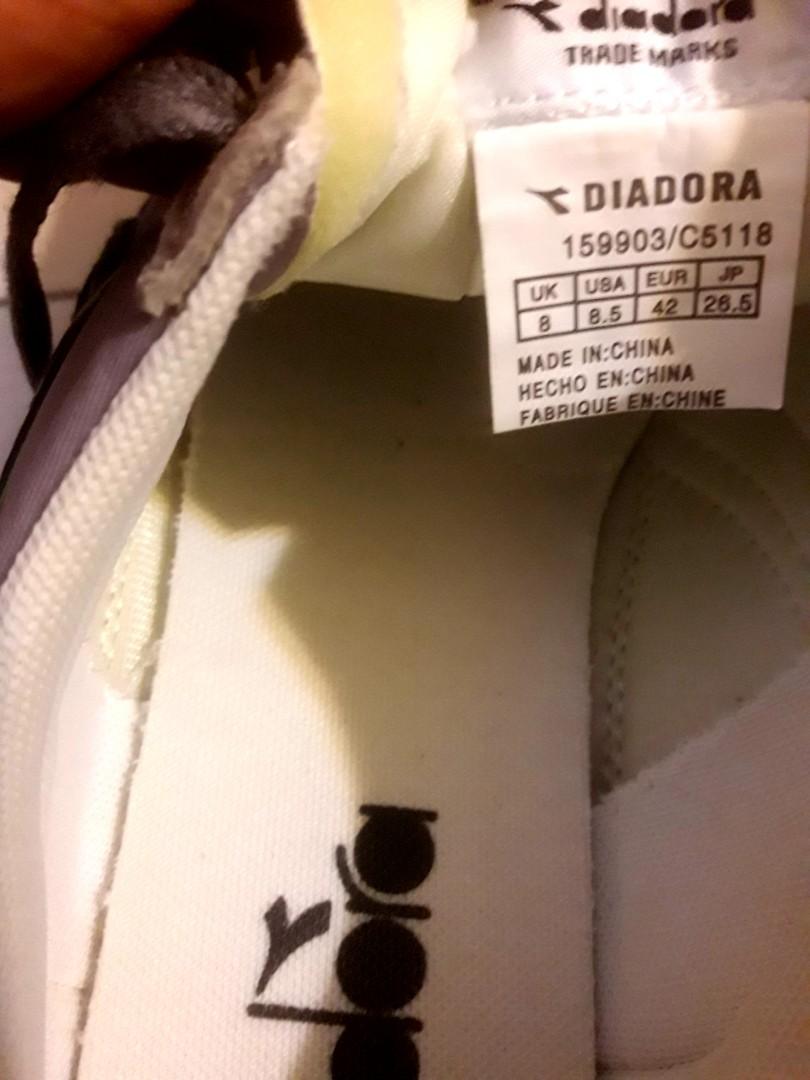 diadora
TRADE MARKS
DIADORA
159903/C5118
UK USA EUR JP
8 8.5 42 26.5
MADE IN:CHINA
HECHO EN:CHINA
FABRIQUE EN:CHINE
dora